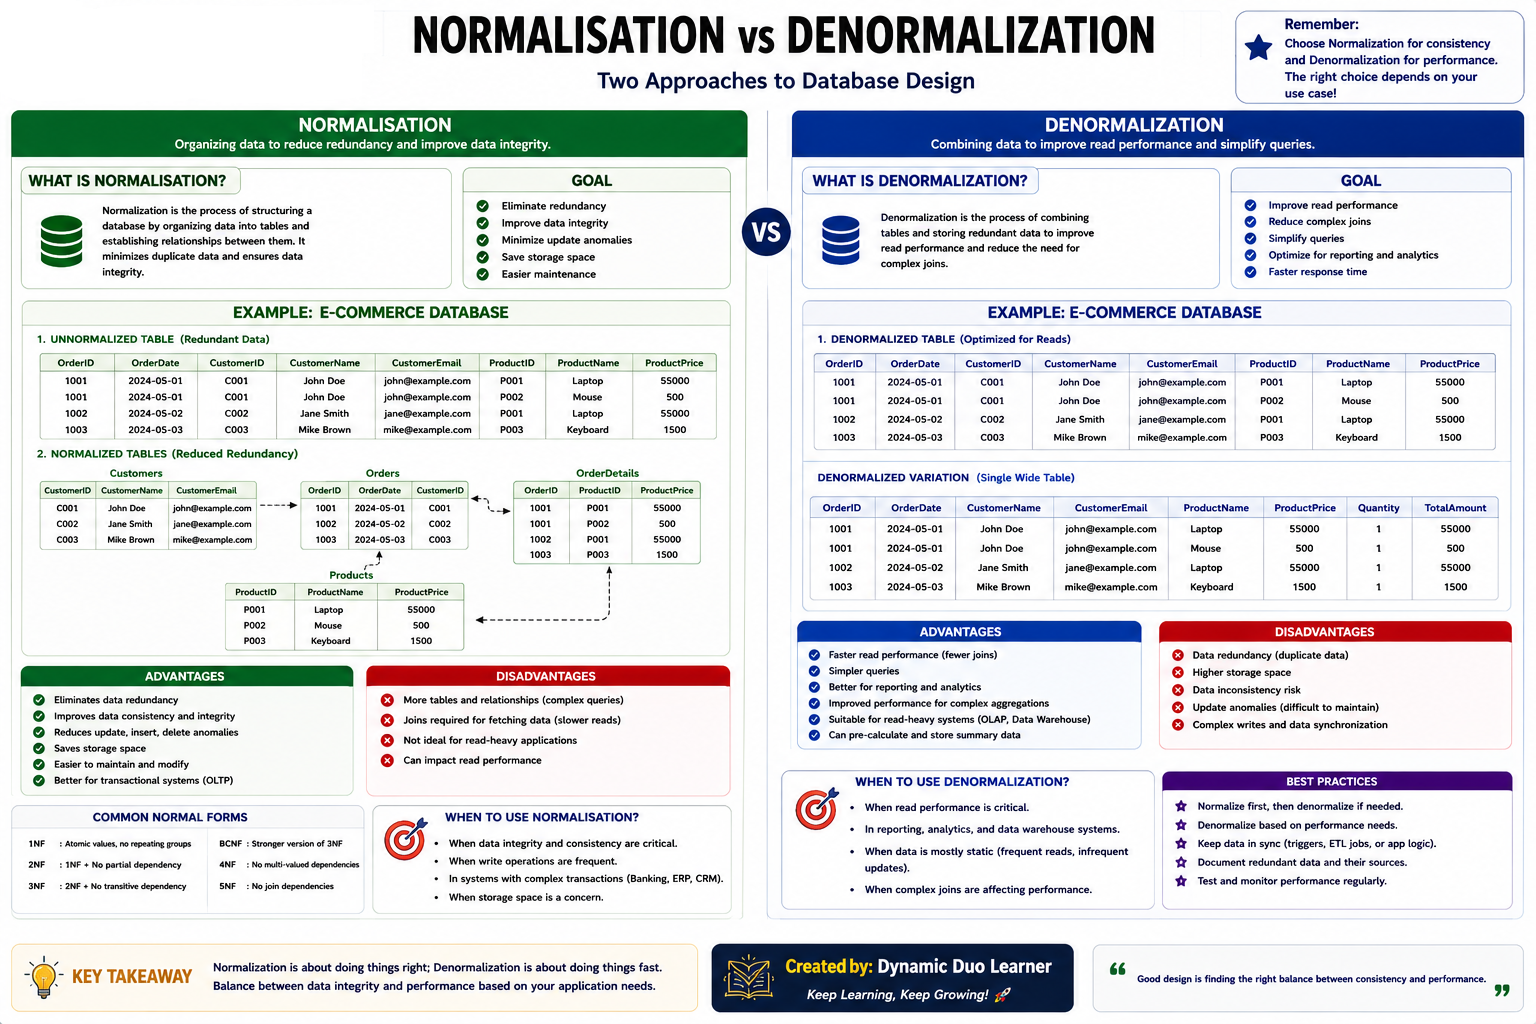 NORMALISATION vs DENORMALIZATION
Two Approaches to Database Design
Remember:
Choose Normalization for consistency
and Denormalization for performance.
The right choice depends on your
use case!
NORMALISATION
Organizing data to reduce redundancy and improve data integrity.
WHAT IS NORMALISATION?
Normalization is the process of structuring a
database by organizing data into tables and
establishing relationships between them. It
minimizes duplicate data and ensures data
integrity.
GOAL
Eliminate redundancy
Improve data integrity
Minimize update anomalies
Save storage space
Easier maintenance
EXAMPLE: E-COMMERCE DATABASE
1. UNNORMALIZED TABLE (Redundant Data)
OrderID OrderDate CustomerID CustomerName CustomerEmail ProductID ProductName ProductPrice
1001 2024-05-01 C001 John Doe john@example.com P001 Laptop 55000
1001 2024-05-01 C001 John Doe john@example.com P002 Mouse 500
1002 2024-05-02 C002 Jane Smith jane@example.com P001 Laptop 55000
1003 2024-05-03 C003 Mike Brown mike@example.com P003 Keyboard 1500
2. NORMALIZED TABLES (Reduced Redundancy)
Customers
CustomerID CustomerName CustomerEmail
C001 John Doe john@example.com
C002 Jane Smith jane@example.com
C003 Mike Brown mike@example.com
Orders
OrderID OrderDate CustomerID
1001 2024-05-01 C001
1002 2024-05-02 C002
1003 2024-05-03 C003
OrderDetails
OrderID ProductID ProductPrice
1001 P001 55000
1001 P002 500
1002 P001 55000
1003 P003 1500
Products
ProductID ProductName ProductPrice
P001 Laptop 55000
P002 Mouse 500
P003 Keyboard 1500
ADVANTAGES
Eliminates data redundancy
Improves data consistency and integrity
Reduces update, insert, delete anomalies
Saves storage space
Easier to maintain and modify
Better for transactional systems (OLTP)
DISADVANTAGES
More tables and relationships (complex queries)
Joins required for fetching data (slower reads)
Not ideal for read-heavy applications
Can impact read performance
COMMON NORMAL FORMS
1NF : Atomic values, no repeating groups
2NF : 1NF + No partial dependency
3NF : 2NF + No transitive dependency
BCNF : Stronger version of 3NF
4NF : No multi-valued dependencies
5NF : No join dependencies
WHEN TO USE NORMALISATION?
• When data integrity and consistency are critical.
• When write operations are frequent.
• In systems with complex transactions (Banking, ERP, CRM).
• When storage space is a concern.
VS
DENORMALIZATION
Combining data to improve read performance and simplify queries.
WHAT IS DENORMALIZATION?
Denormalization is the process of combining
tables and storing redundant data to improve
read performance and reduce the need for
complex joins.
GOAL
Improve read performance
Reduce complex joins
Simplify queries
Optimize for reporting and analytics
Faster response time
EXAMPLE: E-COMMERCE DATABASE
1. DENORMALIZED TABLE (Optimized for Reads)
OrderID OrderDate CustomerID CustomerName CustomerEmail ProductID ProductName ProductPrice
1001 2024-05-01 C001 John Doe john@example.com P001 Laptop 55000
1001 2024-05-01 C001 John Doe john@example.com P002 Mouse 500
1002 2024-05-02 C002 Jane Smith jane@example.com P001 Laptop 55000
1003 2024-05-03 C003 Mike Brown mike@example.com P003 Keyboard 1500
DENORMALIZED VARIATION (Single Wide Table)
OrderID OrderDate CustomerName CustomerEmail ProductName ProductPrice Quantity TotalAmount
1001 2024-05-01 John Doe john@example.com Laptop 55000 1 55000
1001 2024-05-01 John Doe john@example.com Mouse 500 1 500
1002 2024-05-02 Jane Smith jane@example.com Laptop 55000 1 55000
1003 2024-05-03 Mike Brown mike@example.com Keyboard 1500 1 1500
ADVANTAGES
Faster read performance (fewer joins)
Simpler queries
Better for reporting and analytics
Improved performance for complex aggregations
Suitable for read-heavy systems (OLAP, Data Warehouse)
Can pre-calculate and store summary data
DISADVANTAGES
Data redundancy (duplicate data)
Higher storage space
Data inconsistency risk
Update anomalies (difficult to maintain)
Complex writes and data synchronization
WHEN TO USE DENORMALIZATION?
• When read performance is critical.
• In reporting, analytics, and data warehouse systems.
• When data is mostly static (frequent reads, infrequent
updates).
• When complex joins are affecting performance.
BEST PRACTICES
Normalize first, then denormalize if needed.
Denormalize based on performance needs.
Keep data in sync (triggers, ETL jobs, or app logic).
Document redundant data and their sources.
Test and monitor performance regularly.
KEY TAKEAWAY
Normalization is about doing things right; Denormalization is about doing things fast.
Balance between data integrity and performance based on your application needs.
Created by: Dynamic Duo Learner
Keep Learning, Keep Growing! 🚀
“ Good design is finding the right balance between consistency and performance. ”